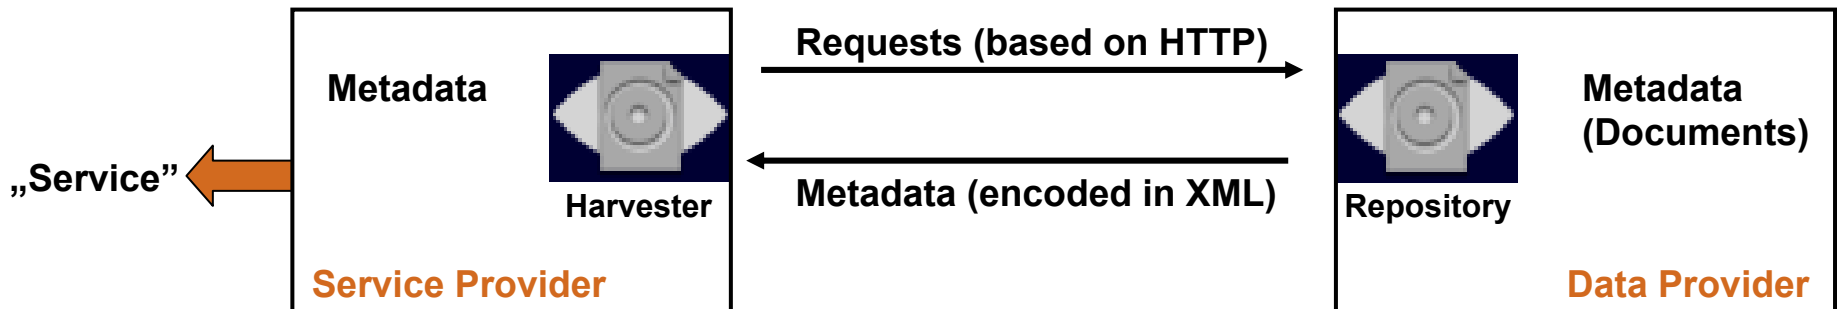 Requests (based on HTTP)
Metadata
Metadata
(Documents)
„Service”
Metadata (encoded in XML)
Harvester
Repository
Service Provider
Data Provider